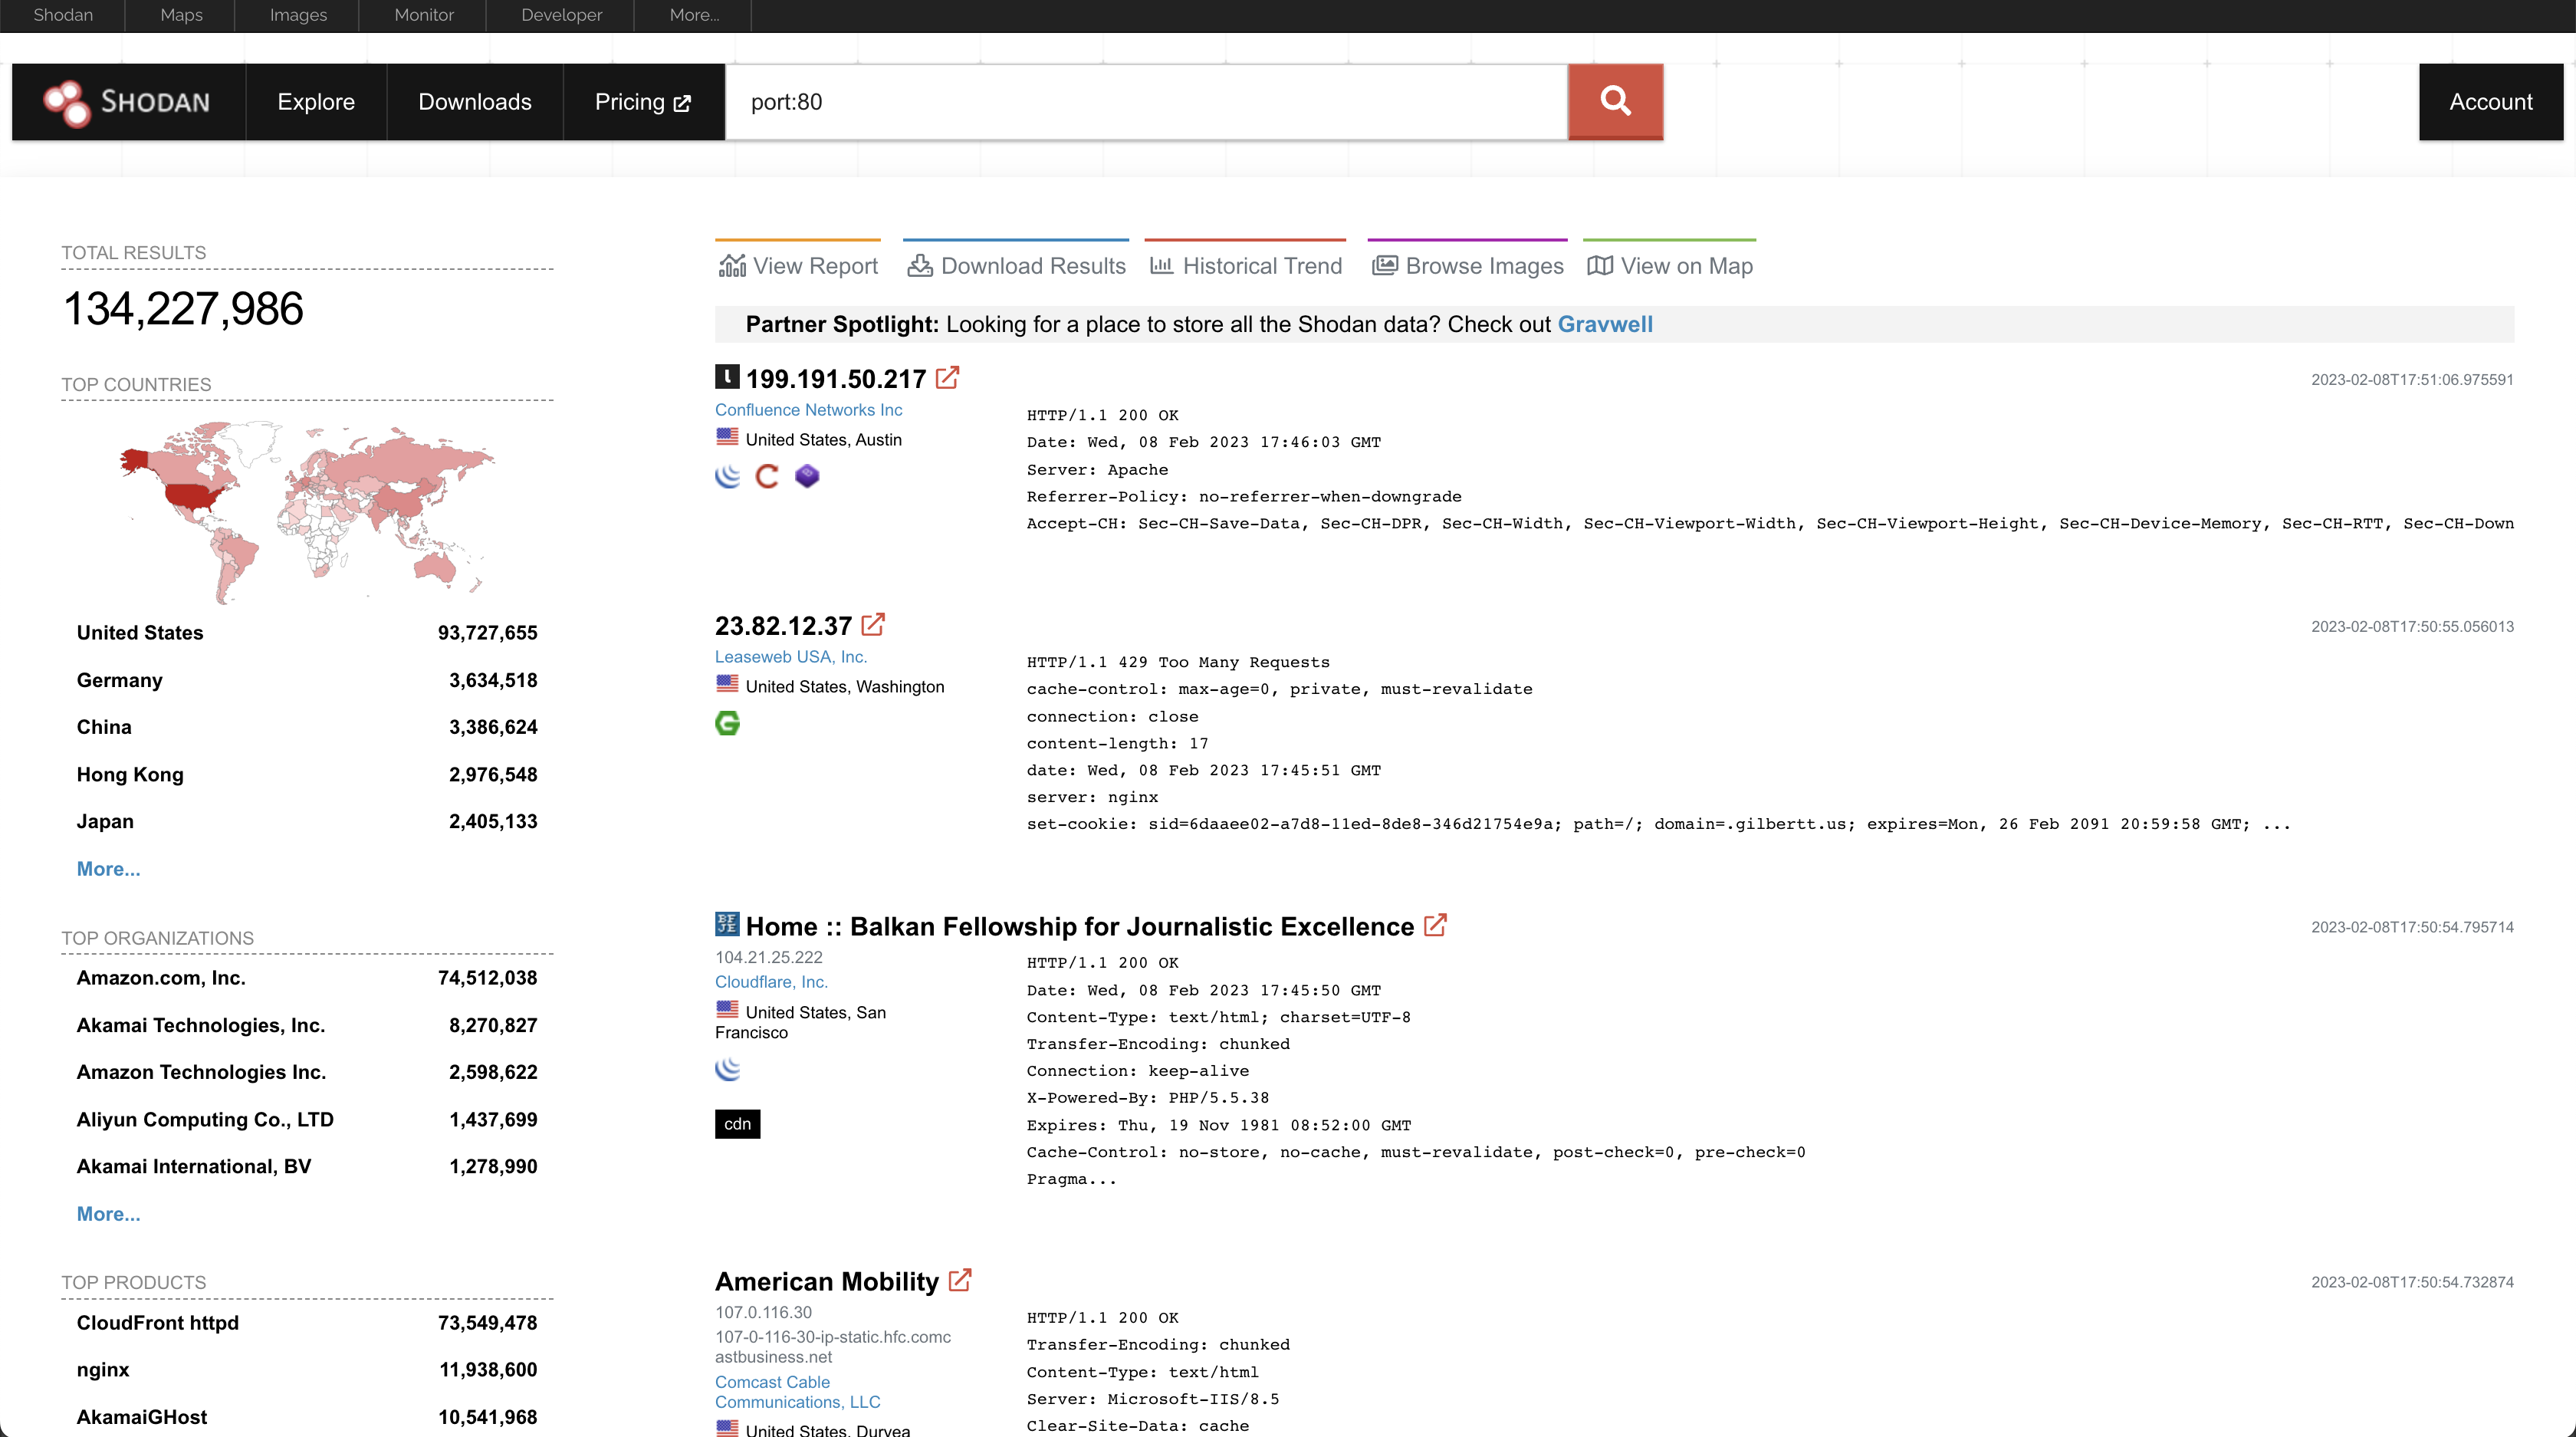 Shodan Maps Images Monitor Developer More...
SHODAN Explore Downloads Pricing port:80 Account
TOTAL RESULTS
134,227,986
TOP COUNTRIES
United States 93,727,655
Germany 3,634,518
China 3,386,624
Hong Kong 2,976,548
Japan 2,405,133
More...
TOP ORGANIZATIONS
Amazon.com, Inc. 74,512,038
Akamai Technologies, Inc. 8,270,827
Amazon Technologies Inc. 2,598,622
Aliyun Computing Co., LTD 1,437,699
Akamai International, BV 1,278,990
More...
TOP PRODUCTS
CloudFront httpd 73,549,478
nginx 11,938,600
AkamaiGHost 10,541,968
View Report Download Results Historical Trend Browse Images View on Map
Partner Spotlight: Looking for a place to store all the Shodan data? Check out Gravwell
199.191.50.217
2023-02-08T17:51:06.975591
Confluence Networks Inc
United States, Austin
HTTP/1.1 200 OK
Date: Wed, 08 Feb 2023 17:46:03 GMT
Server: Apache
Referrer-Policy: no-referrer-when-downgrade
Accept-CH: Sec-CH-Save-Data, Sec-CH-DPR, Sec-CH-Width, Sec-CH-Viewport-Width, Sec-CH-Viewport-Height, Sec-CH-Device-Memory, Sec-CH-RTT, Sec-CH-Down
23.82.12.37
2023-02-08T17:50:55.056013
Leaseweb USA, Inc.
United States, Washington
HTTP/1.1 429 Too Many Requests
cache-control: max-age=0, private, must-revalidate
connection: close
content-length: 17
date: Wed, 08 Feb 2023 17:45:51 GMT
server: nginx
set-cookie: sid=6daaee02-a7d8-11ed-8de8-346d21754e9a; path=/; domain=.gilbertt.us; expires=Mon, 26 Feb 2091 20:59:58 GMT; ...
BF
JE
Home :: Balkan Fellowship for Journalistic Excellence
2023-02-08T17:50:54.795714
104.21.25.222
Cloudflare, Inc.
United States, San
Francisco
cdn
HTTP/1.1 200 OK
Date: Wed, 08 Feb 2023 17:45:50 GMT
Content-Type: text/html; charset=UTF-8
Transfer-Encoding: chunked
Connection: keep-alive
X-Powered-By: PHP/5.5.38
Expires: Thu, 19 Nov 1981 08:52:00 GMT
Cache-Control: no-store, no-cache, must-revalidate, post-check=0, pre-check=0
Pragma...
American Mobility
2023-02-08T17:50:54.732874
107.0.116.30
107-0-116-30-ip-static.hfc.comc
astbusiness.net
Comcast Cable
Communications, LLC
United States, Duryea
HTTP/1.1 200 OK
Transfer-Encoding: chunked
Content-Type: text/html
Server: Microsoft-IIS/8.5
Clear-Site-Data: cache